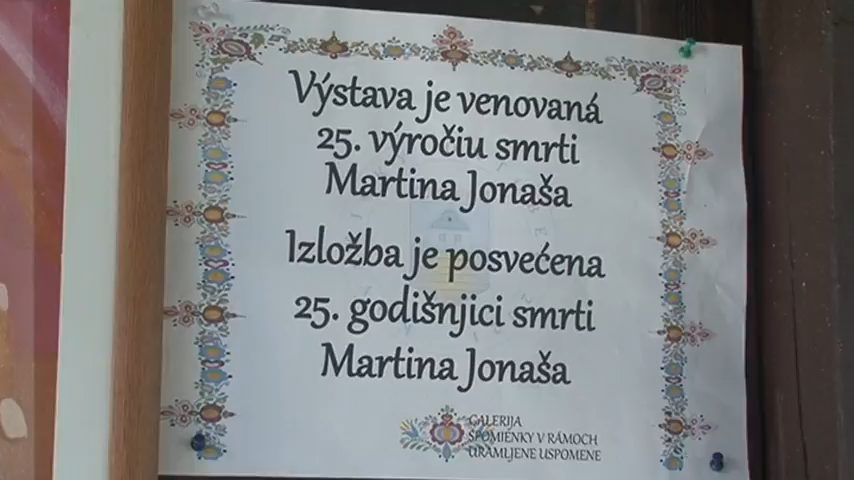 Výstava je venovaná
25. výročiu smrti
Martina Jonaša
Izložba je posvećena
25. godišnjici smrti
Martina Jonaša
GALERIJA
SPOMIENKY V RÁMOCH
URAMLJENE USPOMENE